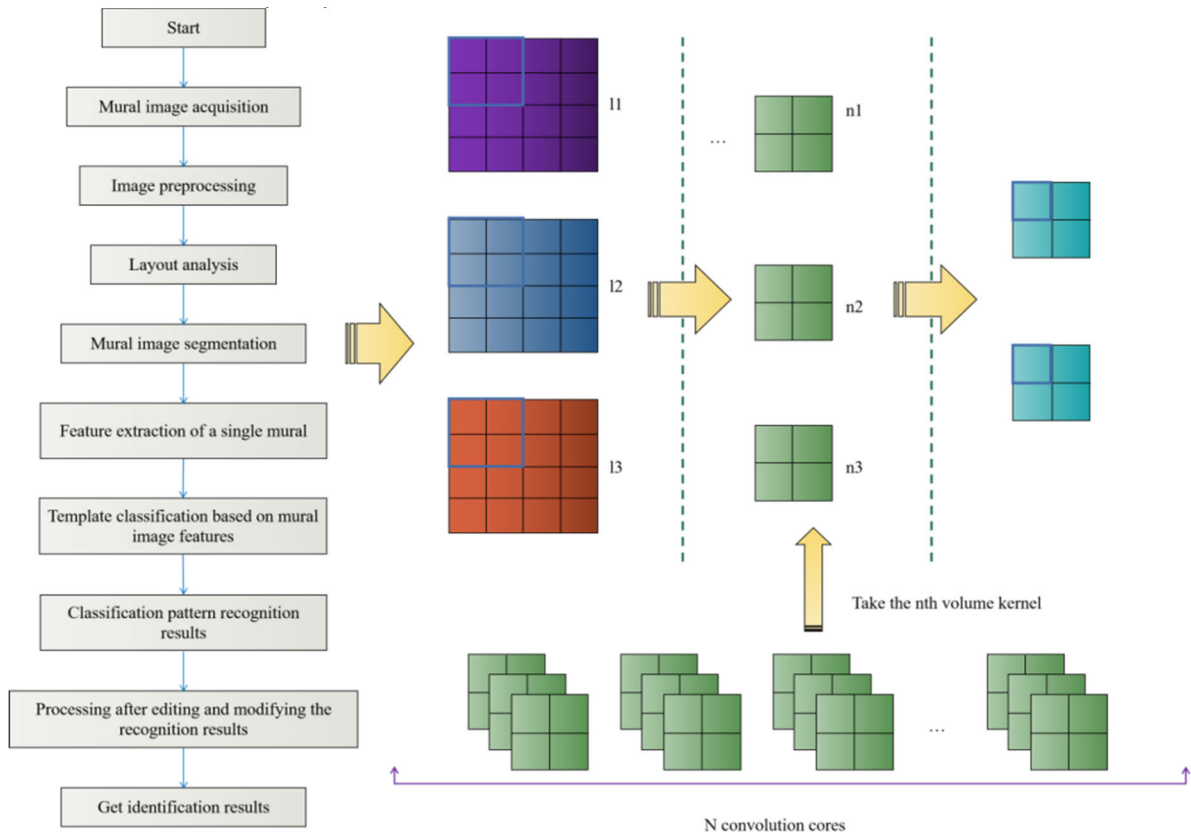 Start
Mural image acquisition
Image preprocessing
Layout analysis
Mural image segmentation
Feature extraction of a single mural
Template classification based on mural
image features
Classification pattern recognition
results
Processing after editing and modifying the
recognition results
Get identification results
l1
l2
l3
...
n1
n2
n3
Take the nth volume kernel
...
N convolution cores